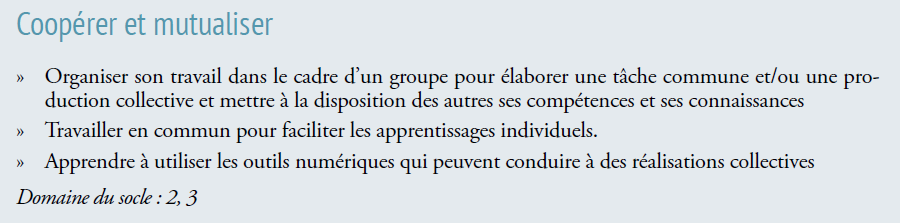 Coopérer et mutualiser
» Organiser son travail dans le cadre d’un groupe pour élaborer une tâche commune et/ou une pro-
duction collective et mettre à la disposition des autres ses compétences et ses connaissances
» Travailler en commun pour faciliter les apprentissages individuels.
» Apprendre à utiliser les outils numériques qui peuvent conduire à des réalisations collectives
Domaine du socle : 2, 3